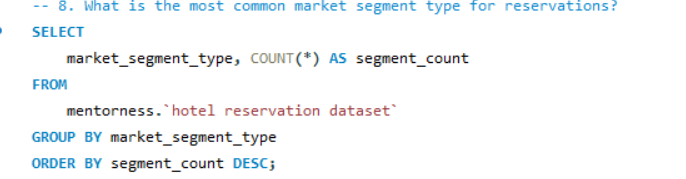 -- 8. What is the most common market segment type for reservations?
SELECT
market_segment_type, COUNT(*) AS segment_count
FROM
mentorness.`hotel reservation dataset`
GROUP BY market_segment_type
ORDER BY segment_count DESC;